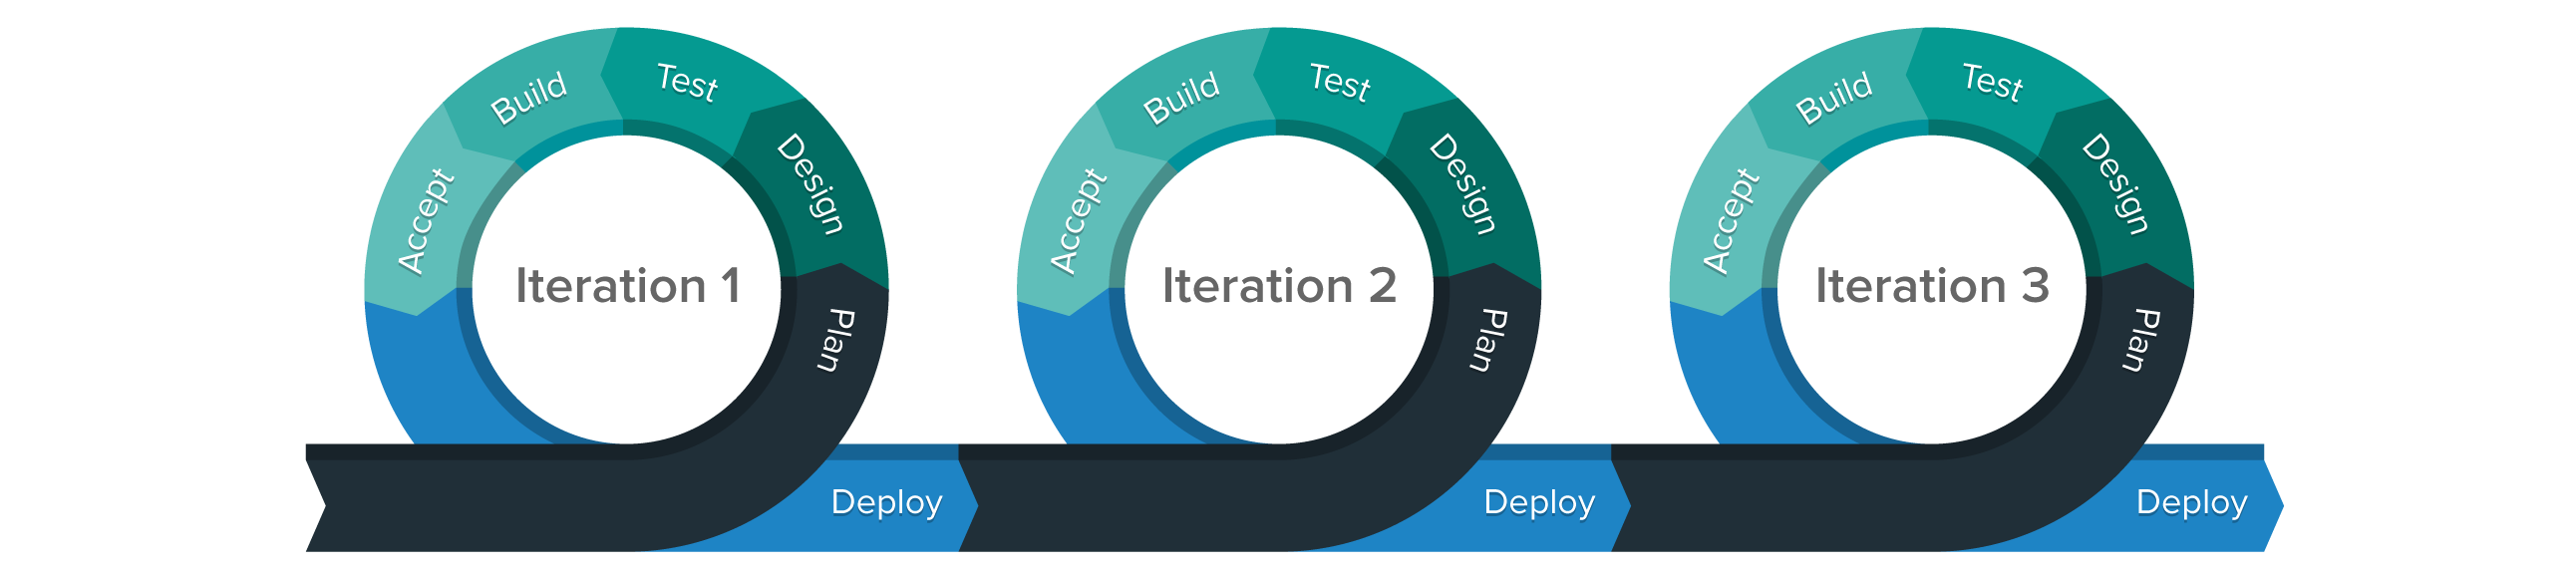 Iteration 1
Plan
Design
Test
Build
Accept
Deploy
Iteration 2
Plan
Design
Test
Build
Accept
Deploy
Iteration 3
Plan
Design
Test
Build
Accept
Deploy